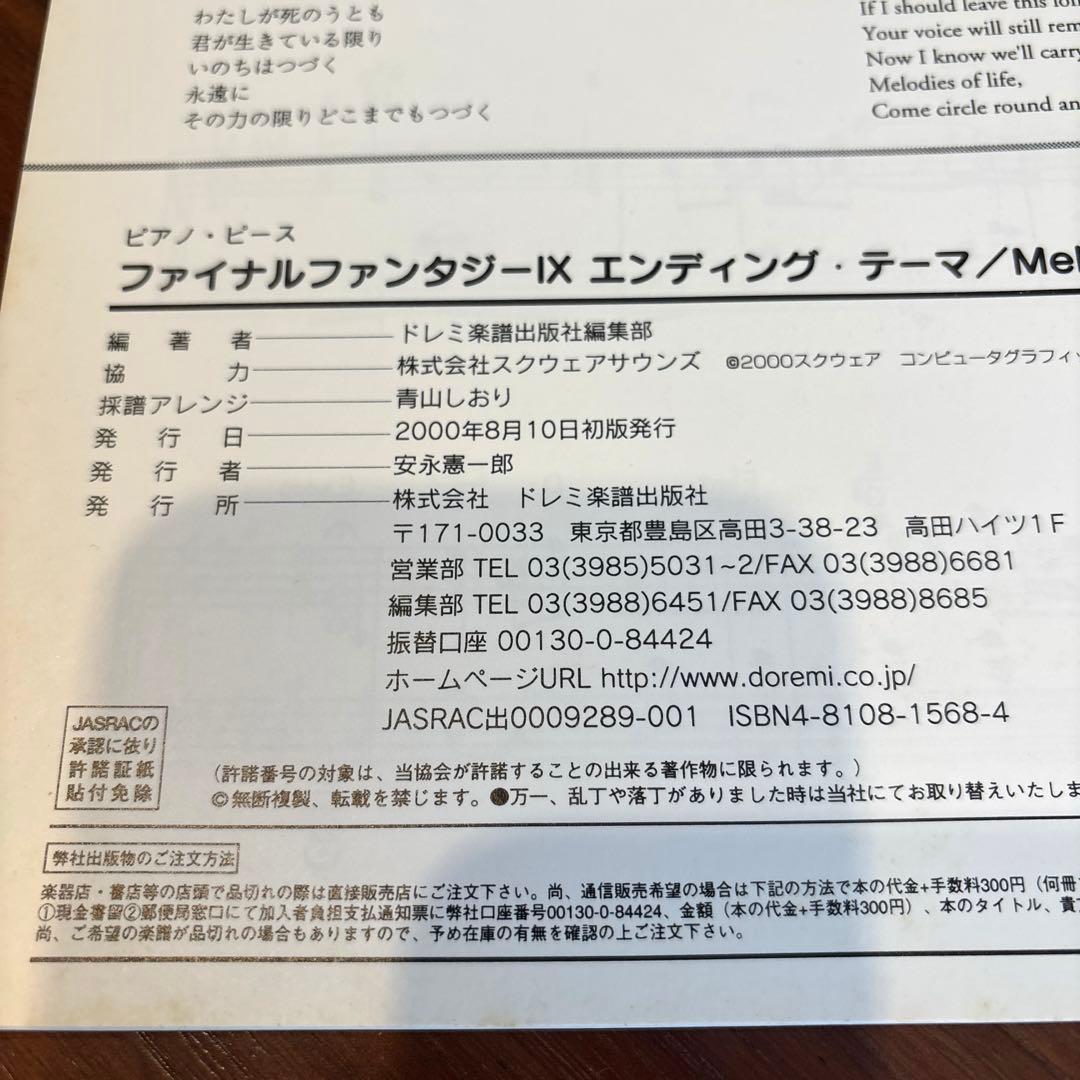 わたしが死のうとも
君が生きている限り
いのちはつづく
永遠に
その力の限りどこまでもつづく
If I should leave this
Your voice will still
Now I know we'll carry
Melodies of life,
Come circle round
ピアノ・ピース
ファイナルファンタジーIX エンディング・テーマ／Mel
編著者 ドレミ楽譜出版社編集部
協力 株式会社スクウェアサウンズ ©2000スクウェア コンピュータグラフィッ
採譜アレンジ 青山しおり
発行日 2000年8月10日初版発行
発行者 安永憲一郎
発行所 株式会社 ドレミ楽譜出版社
〒171-0033 東京都豊島区高田3-38-23 高田ハイツ1F
営業部 TEL 03(3985)5031~2/FAX 03(3988)6681
編集部 TEL 03(3988)6451/FAX 03(3988)8685
振替口座 00130-0-84424
ホームページURL http://www.doremi.co.jp/
JASRAC出0009289-001 ISBN4-8108-1568-4
JASRACの
承認に依り
許諾証紙
貼付免除
（許諾番号の対象は、当協会が許諾することの出来る著作物に限られます。）
©無断複製、転載を禁じます。●万一、乱丁や落丁がありました時は当社にてお取り替えいたしま
弊社出版物のご注文方法
楽器店・書店等の店頭で品切れの際は直接販売店にご注文下さい。尚、通信販売希望の場合は下記の方法で本の代金+手数料300円（何冊
①現金書留②郵便局窓口にて加入者負担支払通知票に弊社口座番号00130-0-84424、金額（本の代金+手数料300円）、本のタイトル、貴
尚、ご希望の楽譜が品切れの場合もありますので、予め在庫の有無を確認の上ご注文下さい。